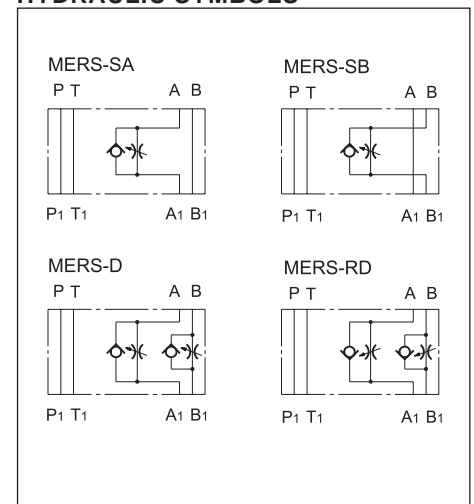 HYDRAULIC SYMBOLS
MERS-SA
P T A B
P1 T1 A1 B1
MERS-SB
P T A B
P1 T1 A1 B1
MERS-D
P T A B
P1 T1 A1 B1
MERS-RD
P T A B
P1 T1 A1 B1